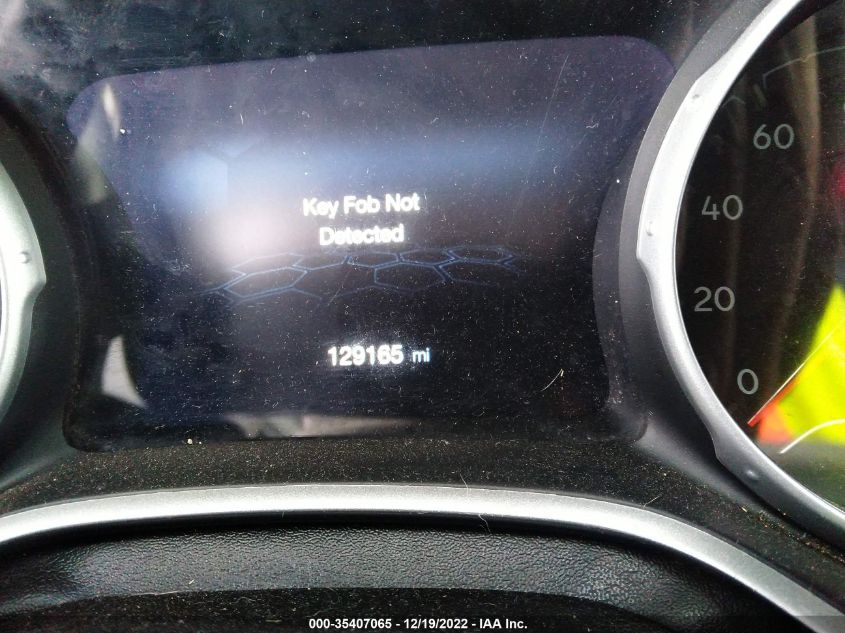 Key Fob Not
Detected
129165 mi
60
40
20
0
000-35407065 - 12/19/2022 - IAA Inc.